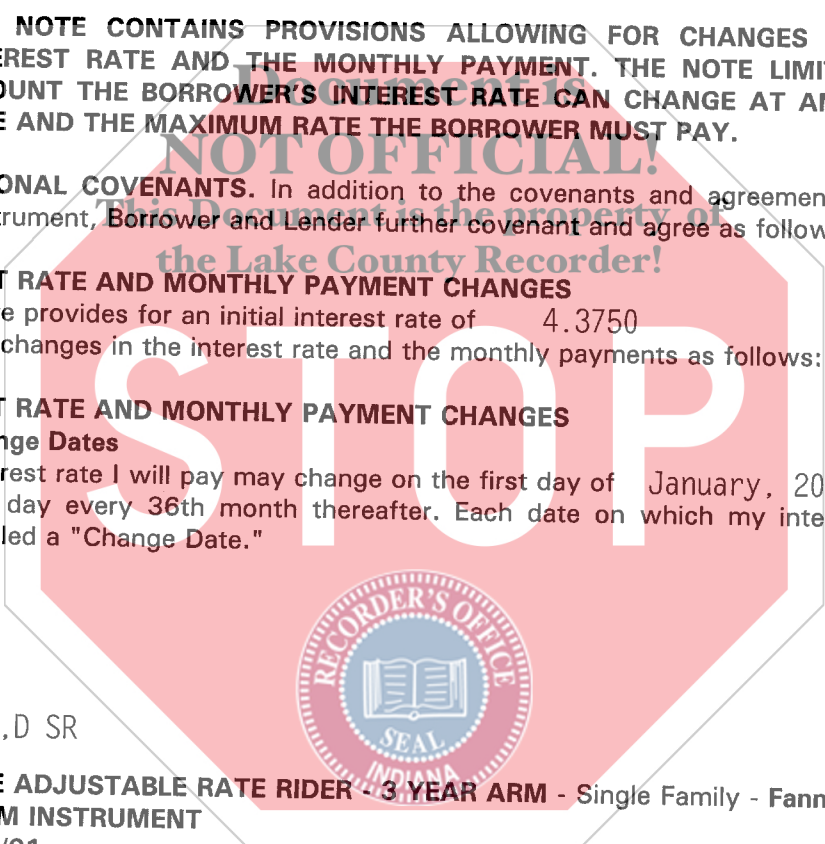 NOTE CONTAINS PROVISIONS ALLOWING FOR CHANGES
EREST RATE AND THE MONTHLY PAYMENT. THE NOTE LIMI
OUNT THE BORROWER'S INTEREST RATE CAN CHANGE AT A
E AND THE MAXIMUM RATE THE BORROWER MUST PAY.
Document is
NOT OFFICIAL!
This Document is the property of
the Lake County Recorder!
ONAL COVENANTS. In addition to the covenants and agreemen
trument, Borrower and Lender further covenant and agree as follow
T RATE AND MONTHLY PAYMENT CHANGES
e provides for an initial interest rate of 4.3750
changes in the interest rate and the monthly payments as follows:
T RATE AND MONTHLY PAYMENT CHANGES
nge Dates
rest rate I will pay may change on the first day of January, 20
day every 36th month thereafter. Each date on which my inte
led a "Change Date."
STOP
RECORDER'S OFFICE
SEAL
INDIANA
,D SR
E ADJUSTABLE RATE RIDER - 3 YEAR ARM - Single Family - Fann
M INSTRUMENT